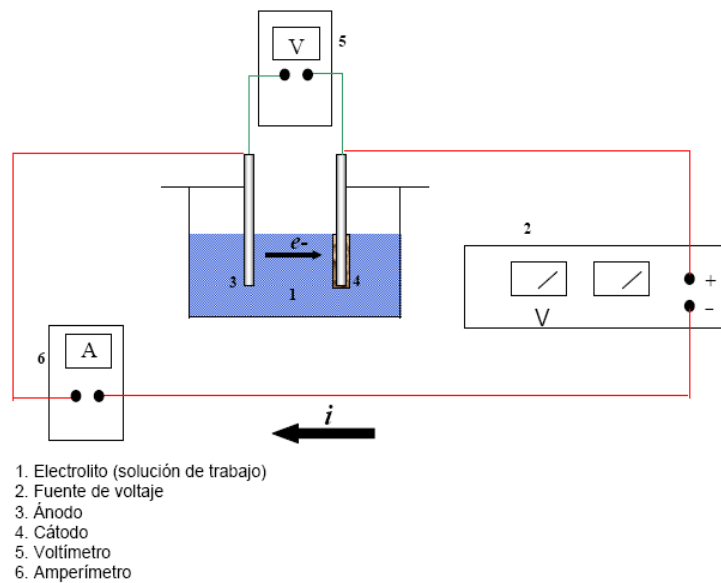 V
5
e-
3
1
4
2
V
+
−
6
A
i
1. Electrolito (solución de trabajo)
2. Fuente de voltaje
3. Ánodo
4. Cátodo
5. Voltímetro
6. Amperímetro